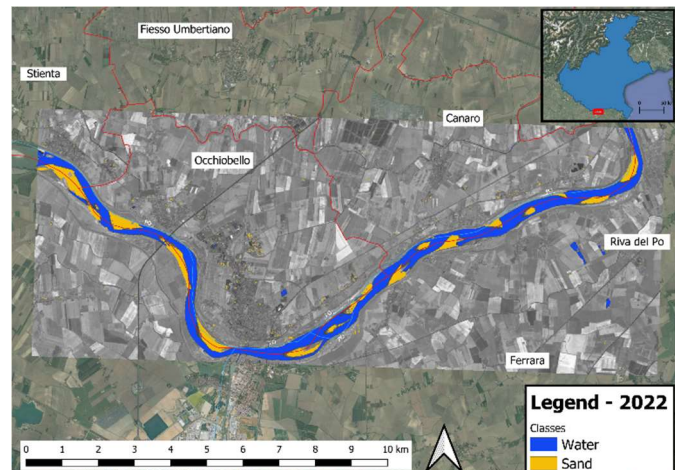 Fiesso Umbertiano
Stienta
Canaro
Occhiobello
Riva del Po
Ferrara
Legend - 2022
Classes
Water
Sand
0 1 2 3 4 5 6 7 8 9 10 km
0